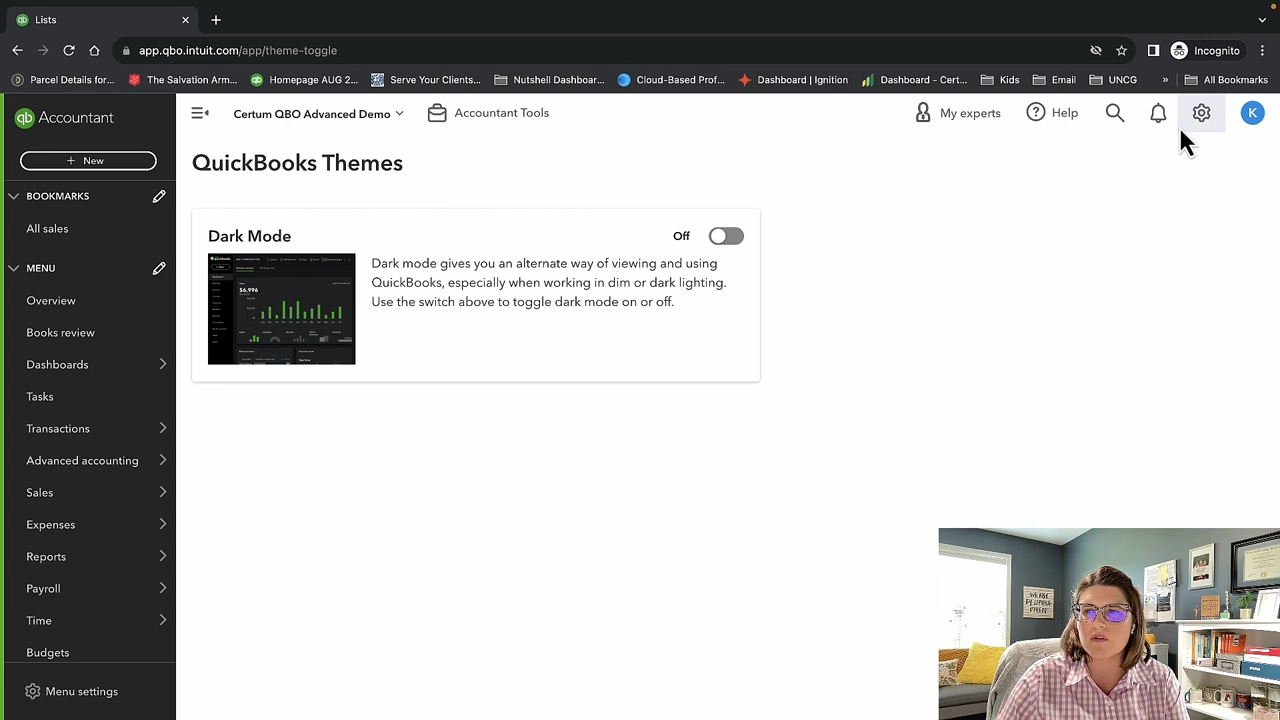 Lists
app.qbo.intuit.com/app/theme-toggle
Incognito
Parcel Details for...
The Salvation Arm...
Homepage AUG 2...
Serve Your Clients...
Nutshell Dashboar...
Cloud-Based Prof...
Dashboard | Ignition
Dashboard - Cert...
Kids
Email
UNCG
»
All Bookmarks
qb Accountant
Certum QBO Advanced Demo
Accountant Tools
My experts
Help
K
+ New
BOOKMARKS
All sales
MENU
Overview
Books review
Dashboards
Tasks
Transactions
Advanced accounting
Sales
Expenses
Reports
Payroll
Time
Budgets
Menu settings
QuickBooks Themes
Dark Mode
Off
$6,996
Dark mode gives you an alternate way of viewing and using
QuickBooks, especially when working in dim or dark lighting.
Use the switch above to toggle dark mode on or off.